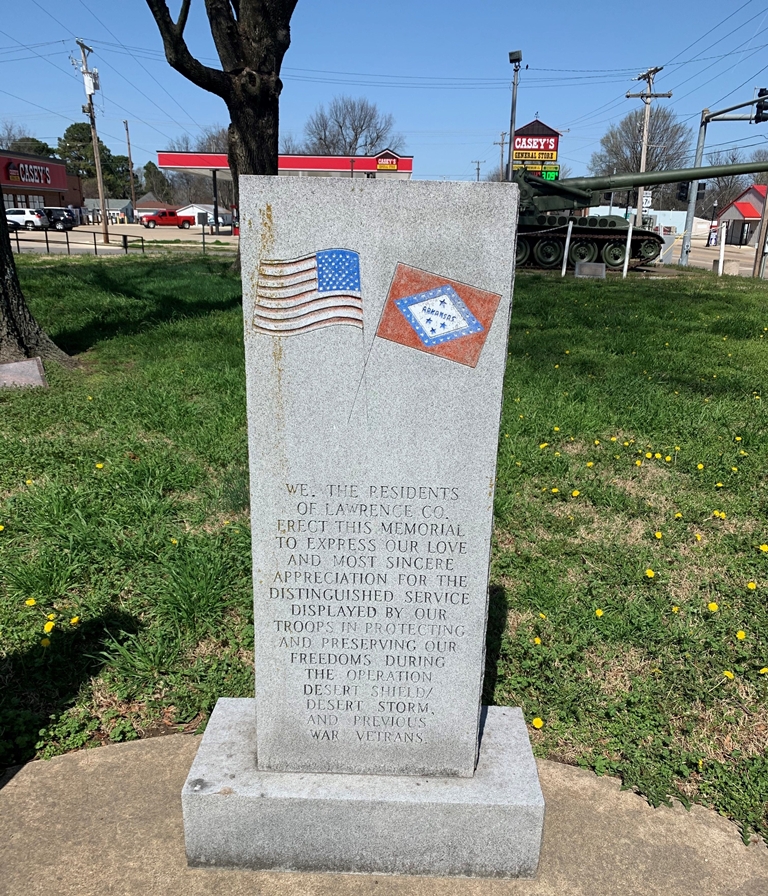 CASEY'S
CASEY'S
CASEY'S
GENERAL STORE
ARKANSAS
WE, THE RESIDENTS
OF LAWRENCE CO.
ERECT THIS MEMORIAL
TO EXPRESS OUR LOVE
AND MOST SINCERE
APPRECIATION FOR THE
DISTINGUISHED SERVICE
DISPLAYED BY OUR
TROOPS IN PROTECTING
AND PRESERVING OUR
FREEDOMS DURING
THE OPERATION
DESERT SHIELD/
DESERT STORM,
AND PREVIOUS
WAR VETRANS.